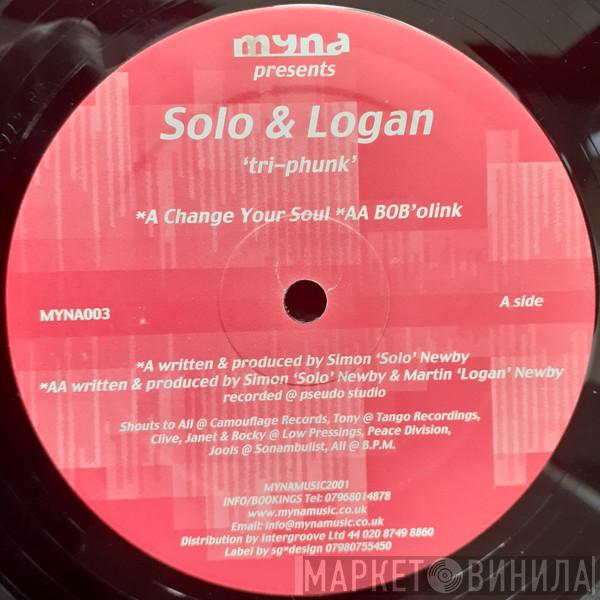 myna
presents
Solo & Logan
‘tri-phunk’
*A Change Your Soul *AA BOB’olink
MYNA003
A side
*A written & produced by Simon ‘Solo’ Newby
*AA written & produced by Simon ‘Solo’ Newby & Martin ‘Logan’ Newby
recorded @ pseudo studio
Shouts to All @ Camouflage Records, Tony @ Tango Recordings,
Clive, Janet & Rocky @ Low Pressings, Peace Division,
Jools @ Sonambulist, All @ B.P.M.
MYNAMUSIC2001
INFO/BOOKINGS Tel: 07968014878
www.mynamusic.co.uk
Email: info@mynamusic.co.uk
Distribution by Intergroove Ltd 44 020 8749 8860
Label by sg*design 07980755450
МАРКЕТ ВИНИЛА